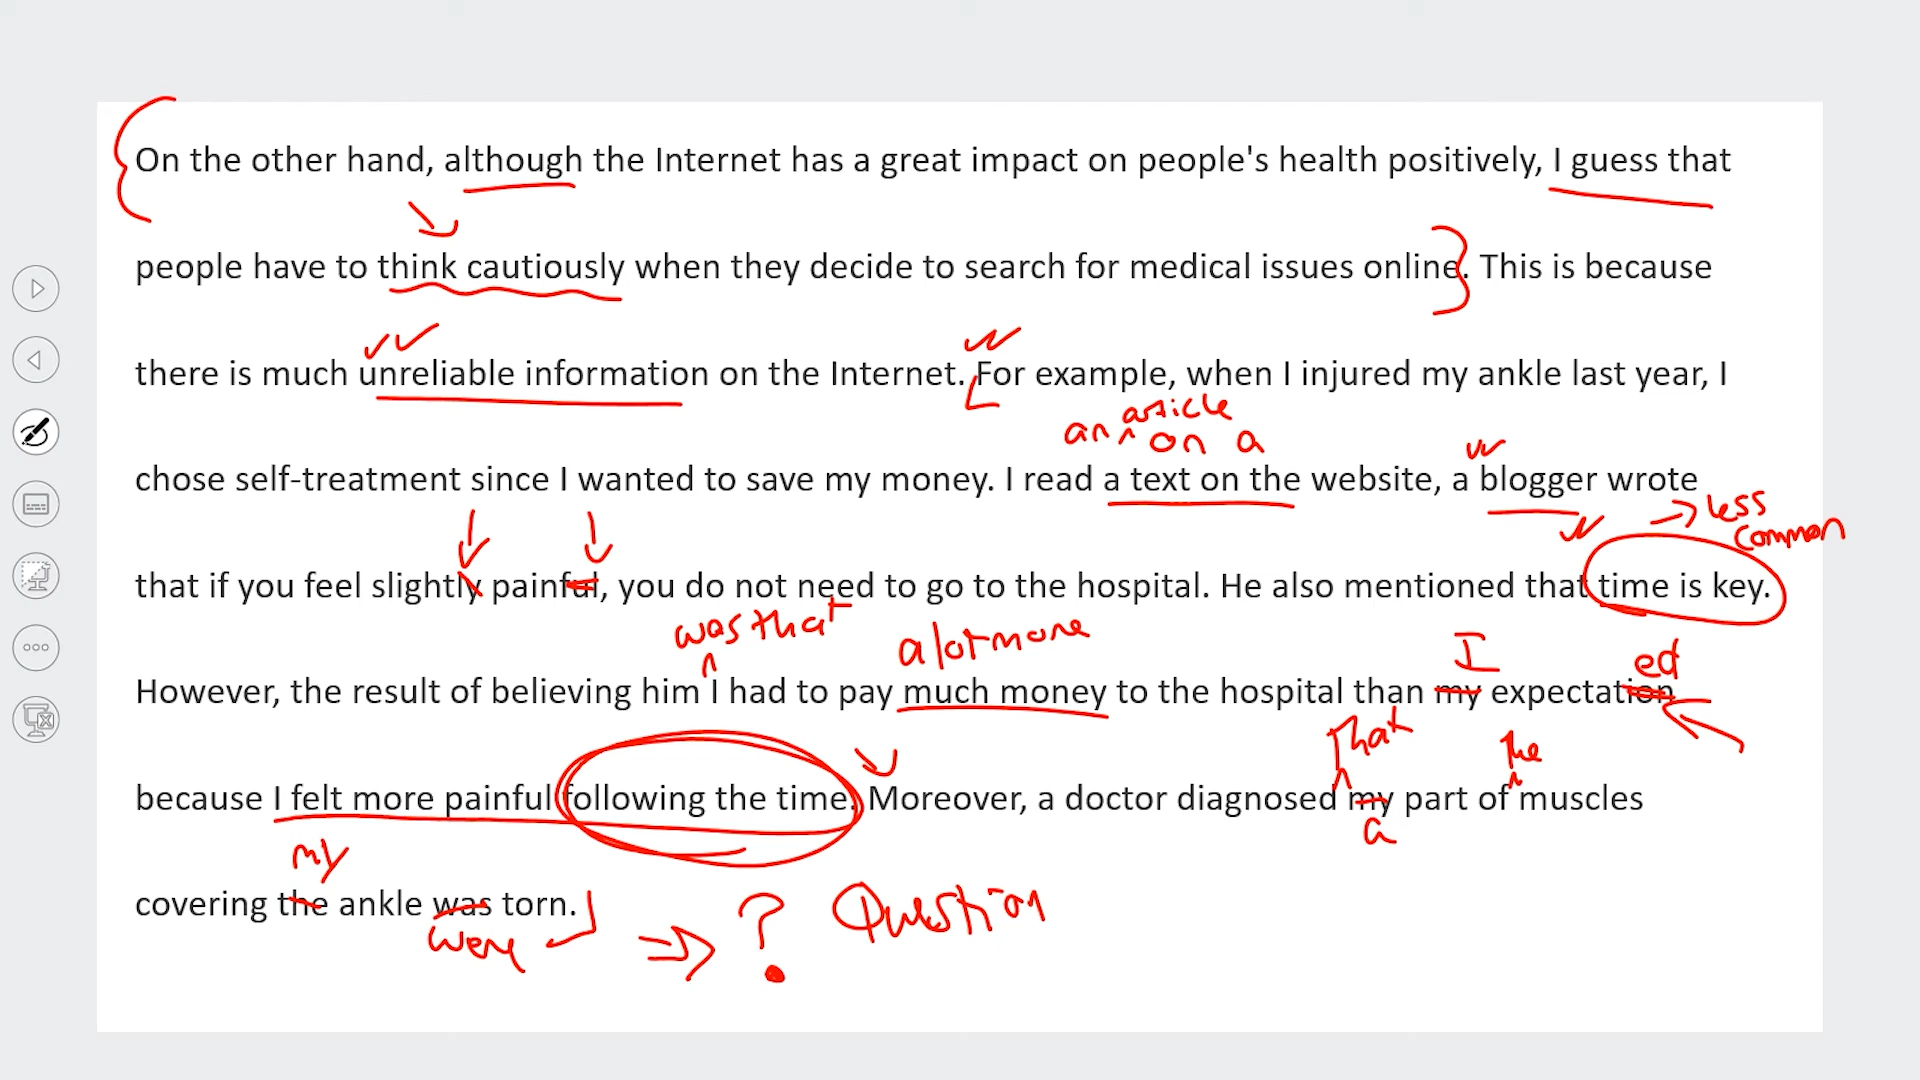 On the other hand, although the Internet has a great impact on people's health positively, I guess that
people have to think cautiously when they decide to search for medical issues online. This is because
there is much unreliable information on the Internet. For example, when I injured my ankle last year, I
an article on a
chose self-treatment since I wanted to save my money. I read a text on the website, a blogger wrote
→ less common
that if you feel slightly painful, you do not need to go to the hospital. He also mentioned that time is key.
was that a lot more I ed
However, the result of believing him I had to pay much money to the hospital than my expectation
that the
because I felt more painful following the time. Moreover, a doctor diagnosed my part of muscles
my a
covering the ankle was torn.
were ⇒ ? Question